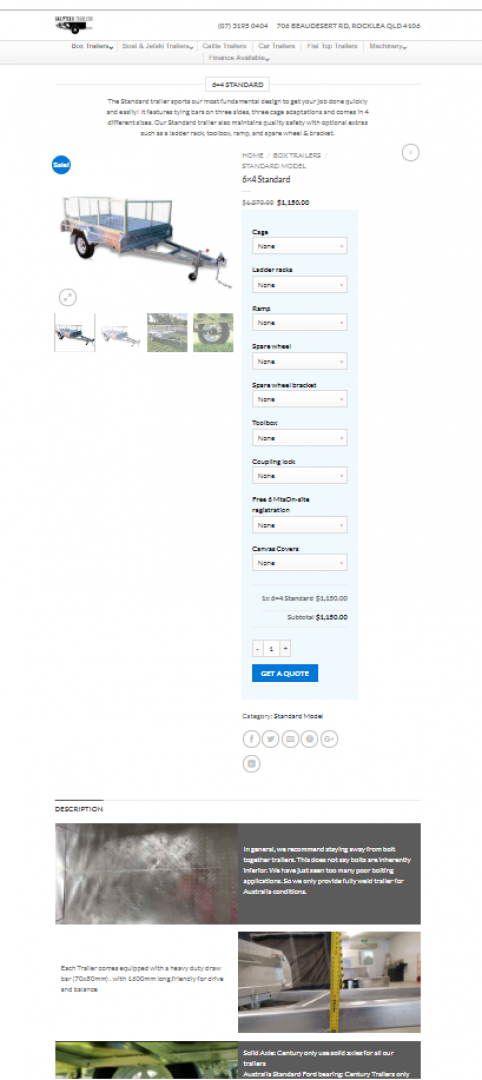 (07) 3193 0404 706 BEAUDESERT RD, ROCKLEA QLD 4106
Box Trailers Boat & Jetski Trailers Cattle Trailers Car Trailers Flat Top Trailers Machinery
Finance Available
6×4 STANDARD
The Standard trailer sports our most fundamental design to get your job done quickly
and easily! It features tying bars on three sides, three cage adaptations and comes in 4
different sizes. Our Standard trailer also maintains quality safety with optional extras
such as a ladder rack, toolbox, ramp, and spare wheel & bracket.
Sale!
HOME / BOX TRAILERS /
STANDARD MODEL
6×4 Standard
$1,270.00 $1,150.00
Cage
None
Ladder racks
None
Ramp
None
Spare wheel
None
Spare wheel bracket
None
Toolbox
None
Coupling lock
None
Free 6 MtsOn-site
registration
None
Canvas Covers
None
1x 6×4 Standard $1,150.00
Subtotal $1,150.00
- 1 +
GET A QUOTE
Category: Standard Model
DESCRIPTION
In general, we recommend staying away from bolt
together trailers. This does not say bolts are inherently
inferior. We have just seen too many poor bolting
applications. So we only provide fully weld trailer for
Australia conditions.
Each Trailer comes equipped with a heavy duty draw
bar (70x50mm) . with 1600mm long,friendly for drive
and balance
Solid Axle: Century only use solid axles for all our
trailers
Australia Standard Ford bearing: Century Trailers only